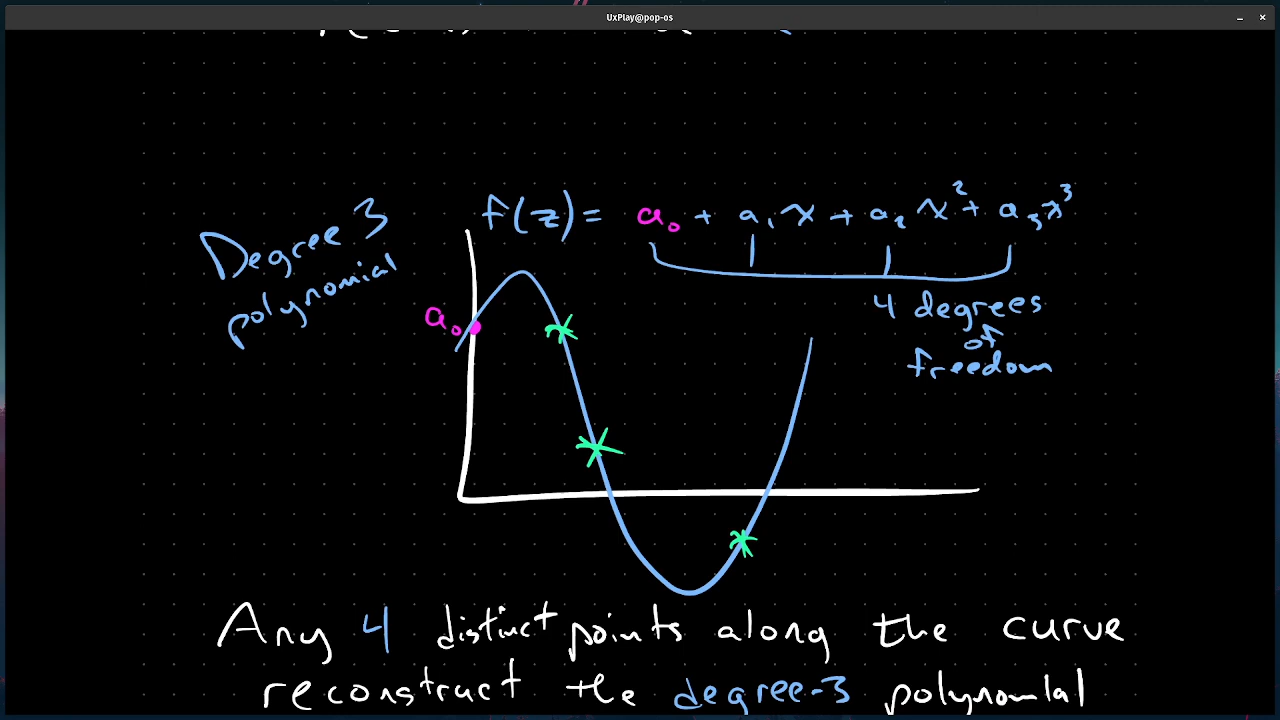 UxPlay@pop-os
Degree 3
polynomial
f(z) = a₀ + a₁x + a₂x² + a₃x³
4 degrees
of
freedom
a₀
Any 4 distinct points along the curve
reconstruct the degree-3 polynomial